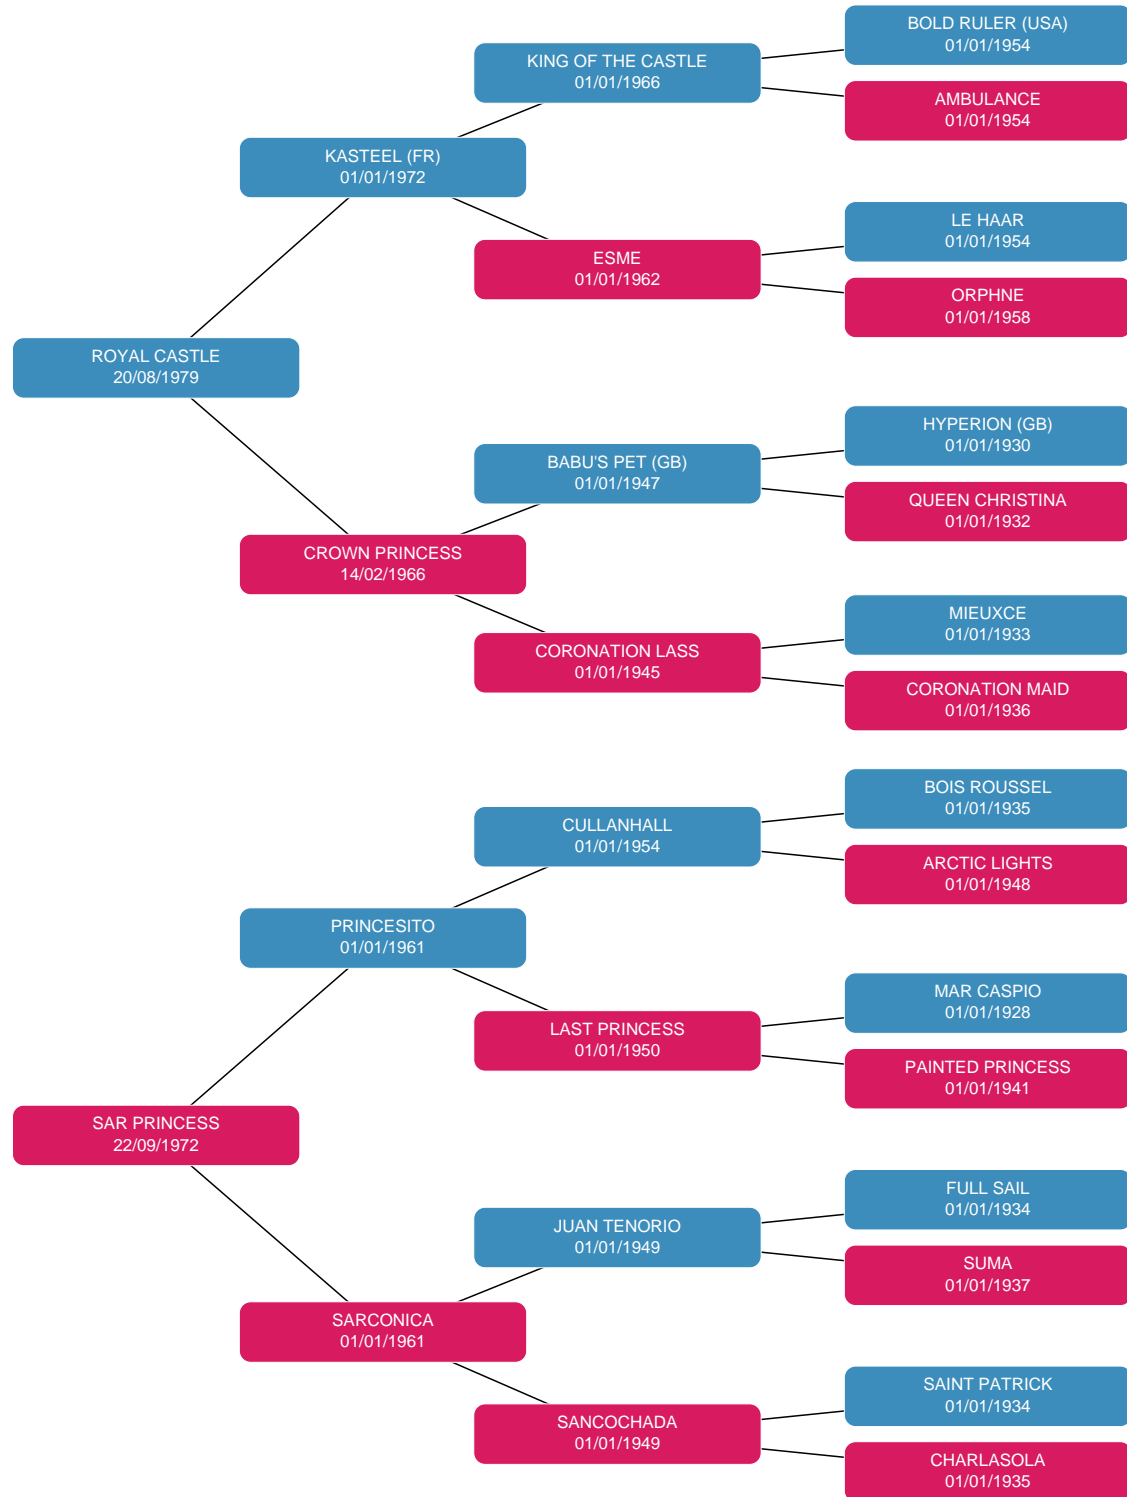 BOLD RULER (USA)
01/01/1954
KING OF THE CASTLE
01/01/1966
AMBULANCE
01/01/1954
KASTEEL (FR)
01/01/1972
LE HAAR
01/01/1954
ESME
01/01/1962
ORPHNE
01/01/1958
ROYAL CASTLE
20/08/1979
HYPERION (GB)
01/01/1930
BABU'S PET (GB)
01/01/1947
QUEEN CHRISTINA
01/01/1932
CROWN PRINCESS
14/02/1966
MIEUXCE
01/01/1933
CORONATION LASS
01/01/1945
CORONATION MAID
01/01/1936
BOIS ROUSSEL
01/01/1935
CULLANHALL
01/01/1954
ARCTIC LIGHTS
01/01/1948
PRINCESITO
01/01/1961
MAR CASPIO
01/01/1928
LAST PRINCESS
01/01/1950
PAINTED PRINCESS
01/01/1941
SAR PRINCESS
22/09/1972
FULL SAIL
01/01/1934
JUAN TENORIO
01/01/1949
SUMA
01/01/1937
SARCONICA
01/01/1961
SAINT PATRICK
01/01/1934
SANCOCHADA
01/01/1949
CHARLASOLA
01/01/1935